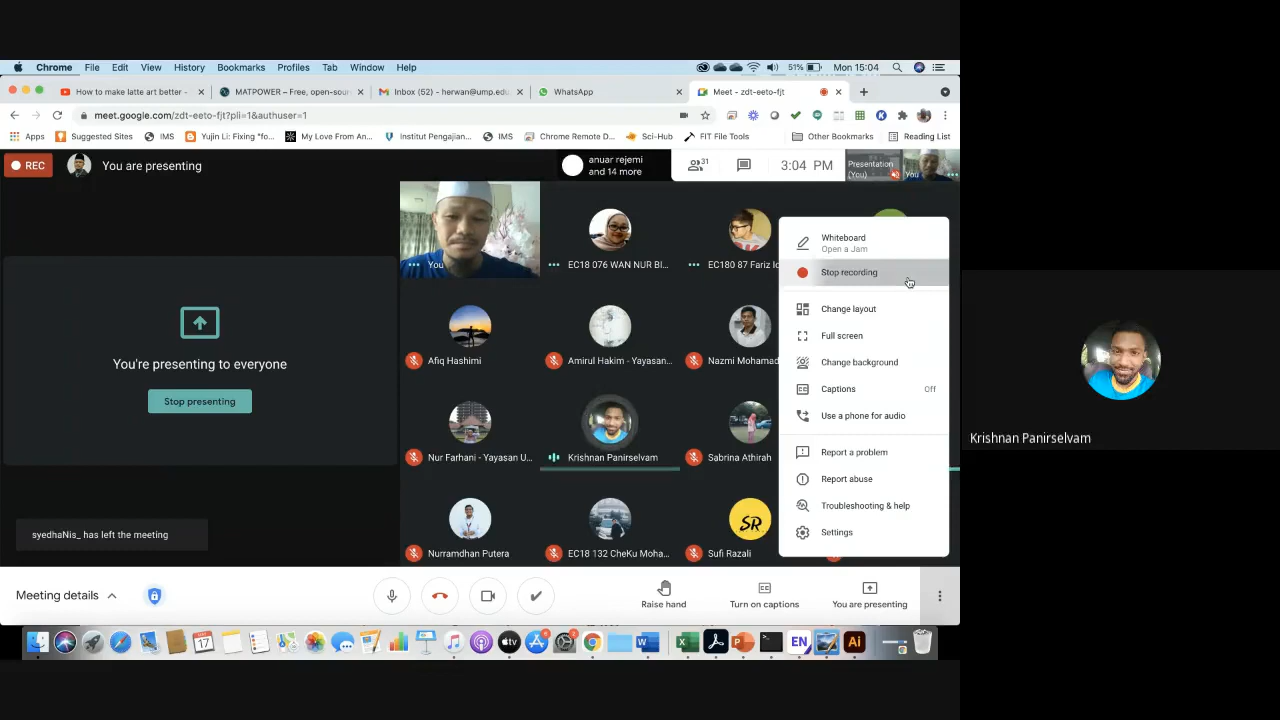 Chrome File Edit View History Bookmarks Profiles Tab Window Help 51% Mon 15:04
How to make latte art better - MATPOWER – Free, open-sour Inbox (52) - herwan@ump.edu. WhatsApp Meet - zdt-eeto-fjt
meet.google.com/zdt-eeto-fjt?pli=1&authuser=1
Apps Suggested Sites IMS Yujin Li: Fixing "fo... My Love From An... Institut Pengajian... IMS Chrome Remote D... Sci-Hub FIT File Tools Other Bookmarks Reading List
REC You are presenting
anuar rejemi
and 14 more
31
3:04 PM
Presentation
(You)
You
You
EC18 076 WAN NUR BI...
EC180 87 Fariz Ic
Whiteboard
Open a Jam
Stop recording
Change layout
Full screen
Change background
Captions Off
Use a phone for audio
Report a problem
Report abuse
Troubleshooting & help
Settings
You're presenting to everyone
Stop presenting
Afiq Hashimi
Amirul Hakim - Yayasan...
Nazmi Mohamad
Nur Farhani - Yayasan U...
Krishnan Panirselvam
Sabrina Athirah
SR
Nurramdhan Putera
EC18 132 CheKu Moha...
Sufi Razali
syedhaNis_ has left the meeting
Krishnan Panirselvam
Meeting details
Raise hand
Turn on captions
You are presenting
MAY
17
tv
W
X
P
EN
Ai